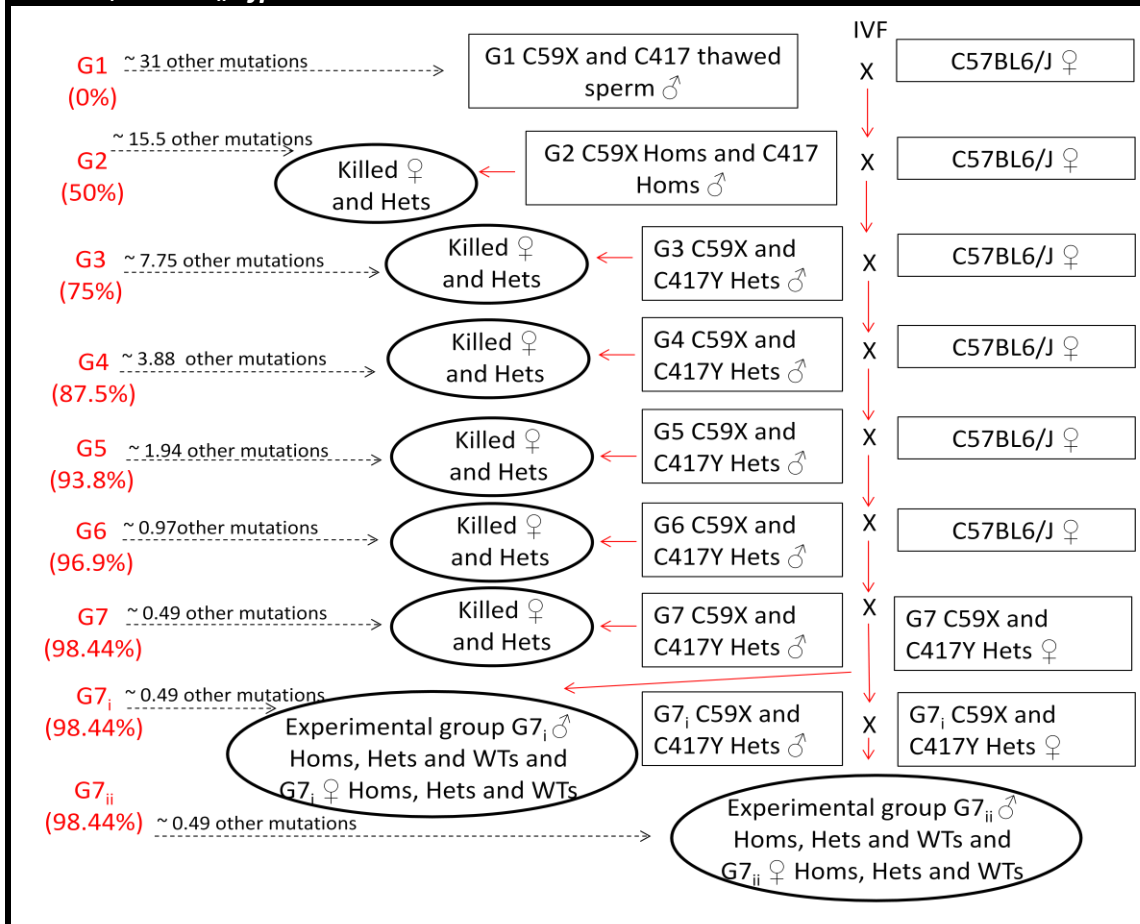 IVF
G1
(0%)
~ 31 other mutations
G1 C59X and C417 thawed
sperm ♂
X
C57BL6/J ♀
~ 15.5 other mutations
G2
(50%)
Killed ♀
and Hets
G2 C59X Homs and C417
Homs ♂
X
C57BL6/J ♀
G3
(75%)
~ 7.75 other mutations
Killed ♀
and Hets
G3 C59X and
C417Y Hets ♂
X
C57BL6/J ♀
G4
(87.5%)
~ 3.88 other mutations
Killed ♀
and Hets
G4 C59X and
C417Y Hets ♂
X
C57BL6/J ♀
G5
(93.8%)
~ 1.94 other mutations
Killed ♀
and Hets
G5 C59X and
C417Y Hets ♂
X
C57BL6/J ♀
G6
(96.9%)
~ 0.97other mutations
Killed ♀
and Hets
G6 C59X and
C417Y Hets ♂
X
C57BL6/J ♀
G7
(98.44%)
~ 0.49 other mutations
Killed ♀
and Hets
G7 C59X and
C417Y Hets ♂
X
G7 C59X and
C417Y Hets ♀
G7i
(98.44%)
~ 0.49 other mutations
Experimental group G7i ♂
Homs, Hets and WTs and
G7i ♀ Homs, Hets and WTs
G7i C59X and
C417Y Hets ♂
X
G7i C59X and
C417Y Hets ♀
G7ii
(98.44%)
~ 0.49 other mutations
Experimental group G7ii ♂
Homs, Hets and WTs and
G7ii ♀ Homs, Hets and WTs